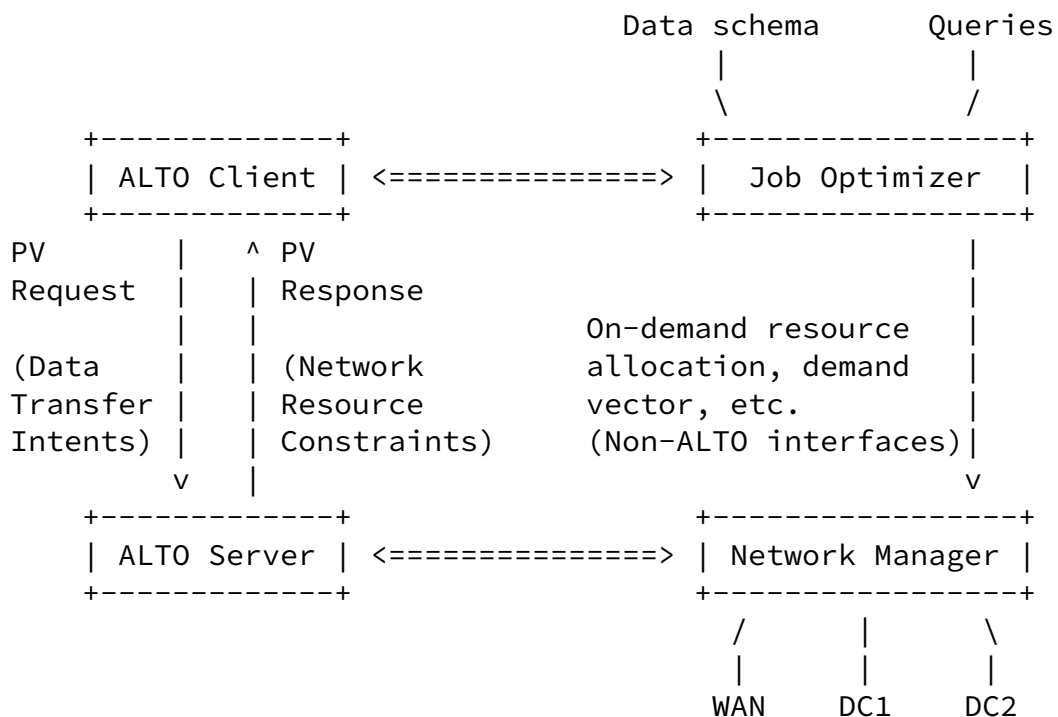 Data schema Queries
ALTO Client <===============> Job Optimizer
PV ^ PV
Request Response
On-demand resource
(Data (Network allocation, demand
Transfer Resource vector, etc.
Intents) Constraints) (Non-ALTO interfaces)
v v
ALTO Server <===============> Network Manager
WAN DC1 DC2